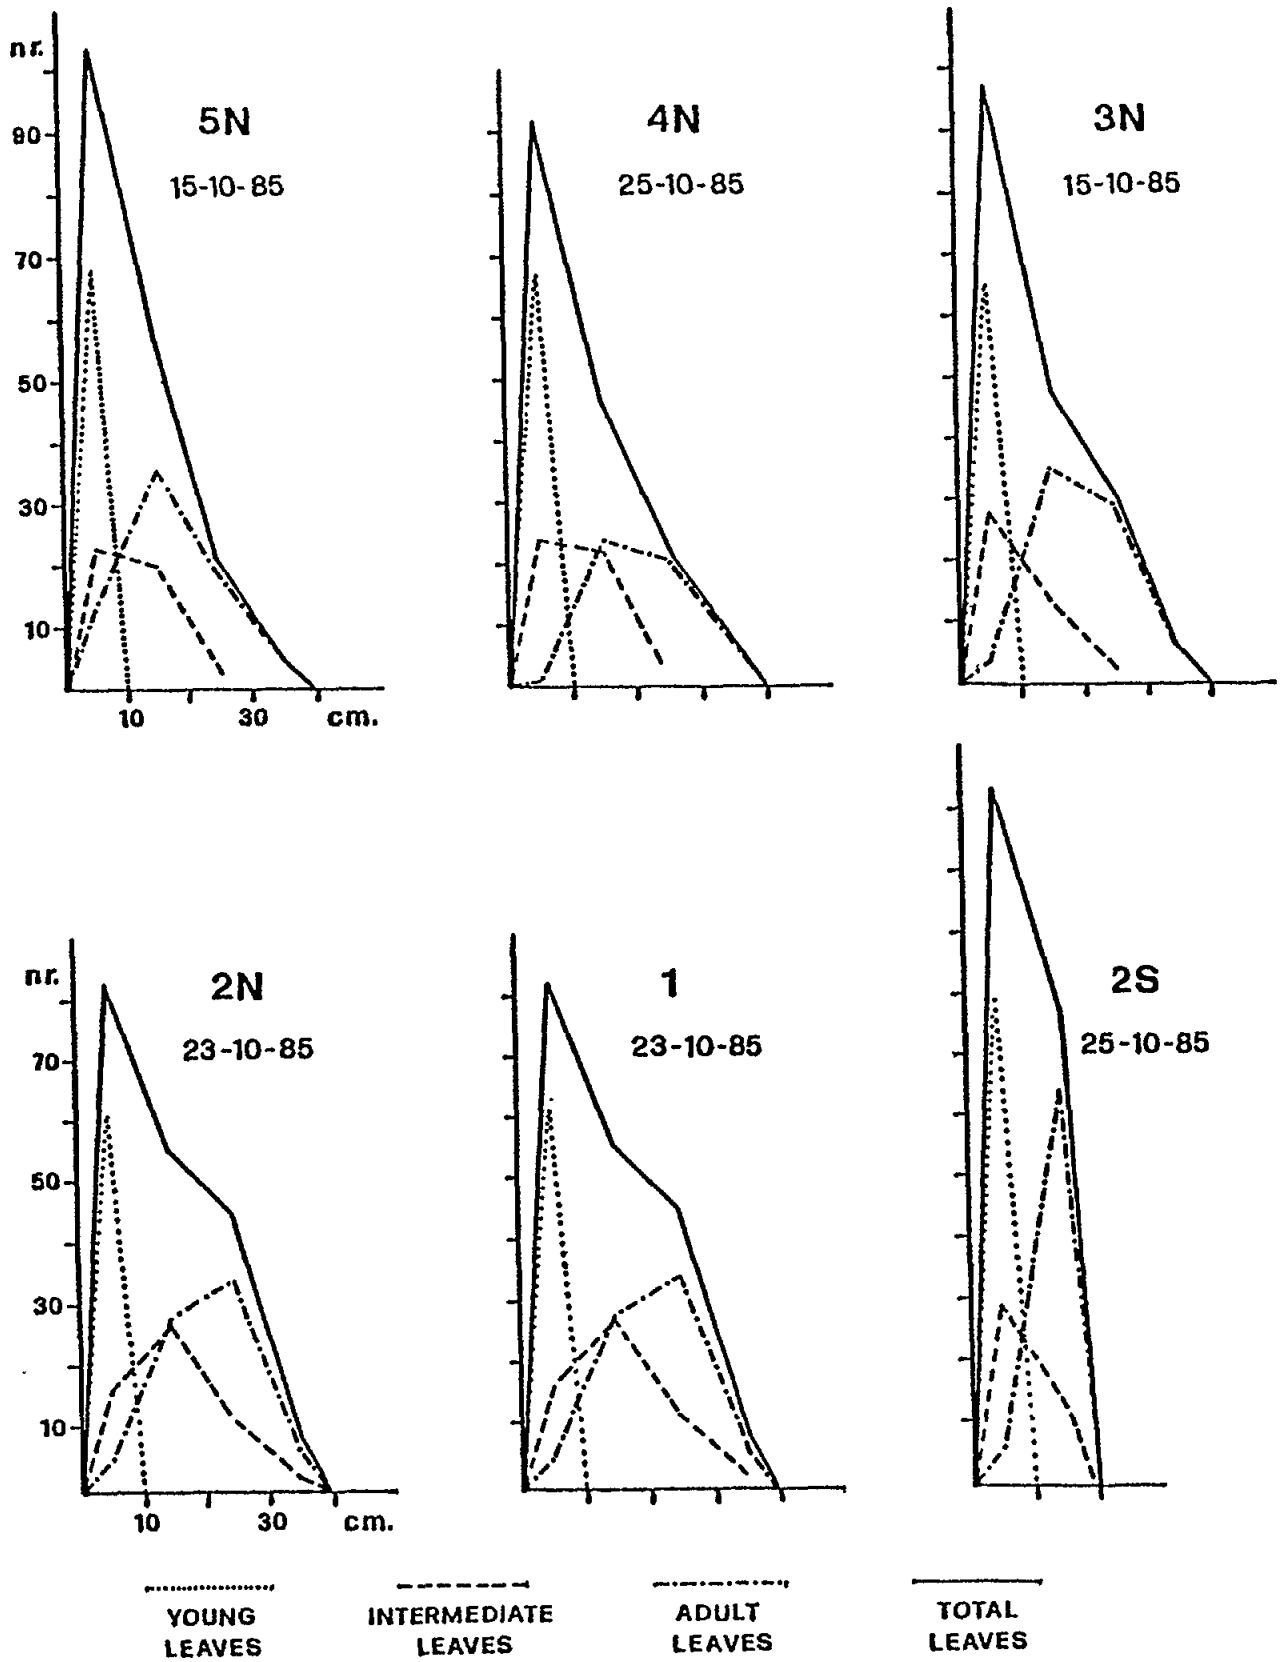 nr.
5N
4N
3N
90
15-10-85
25-10-85
15-10-85
70
50
30
10
10 30 cm.
nr.
2N
1
2S
23-10-85
23-10-85
25-10-85
70
50
30
10
10 30 cm.
YOUNG
LEAVES
INTERMEDIATE
LEAVES
ADULT
LEAVES
TOTAL
LEAVES